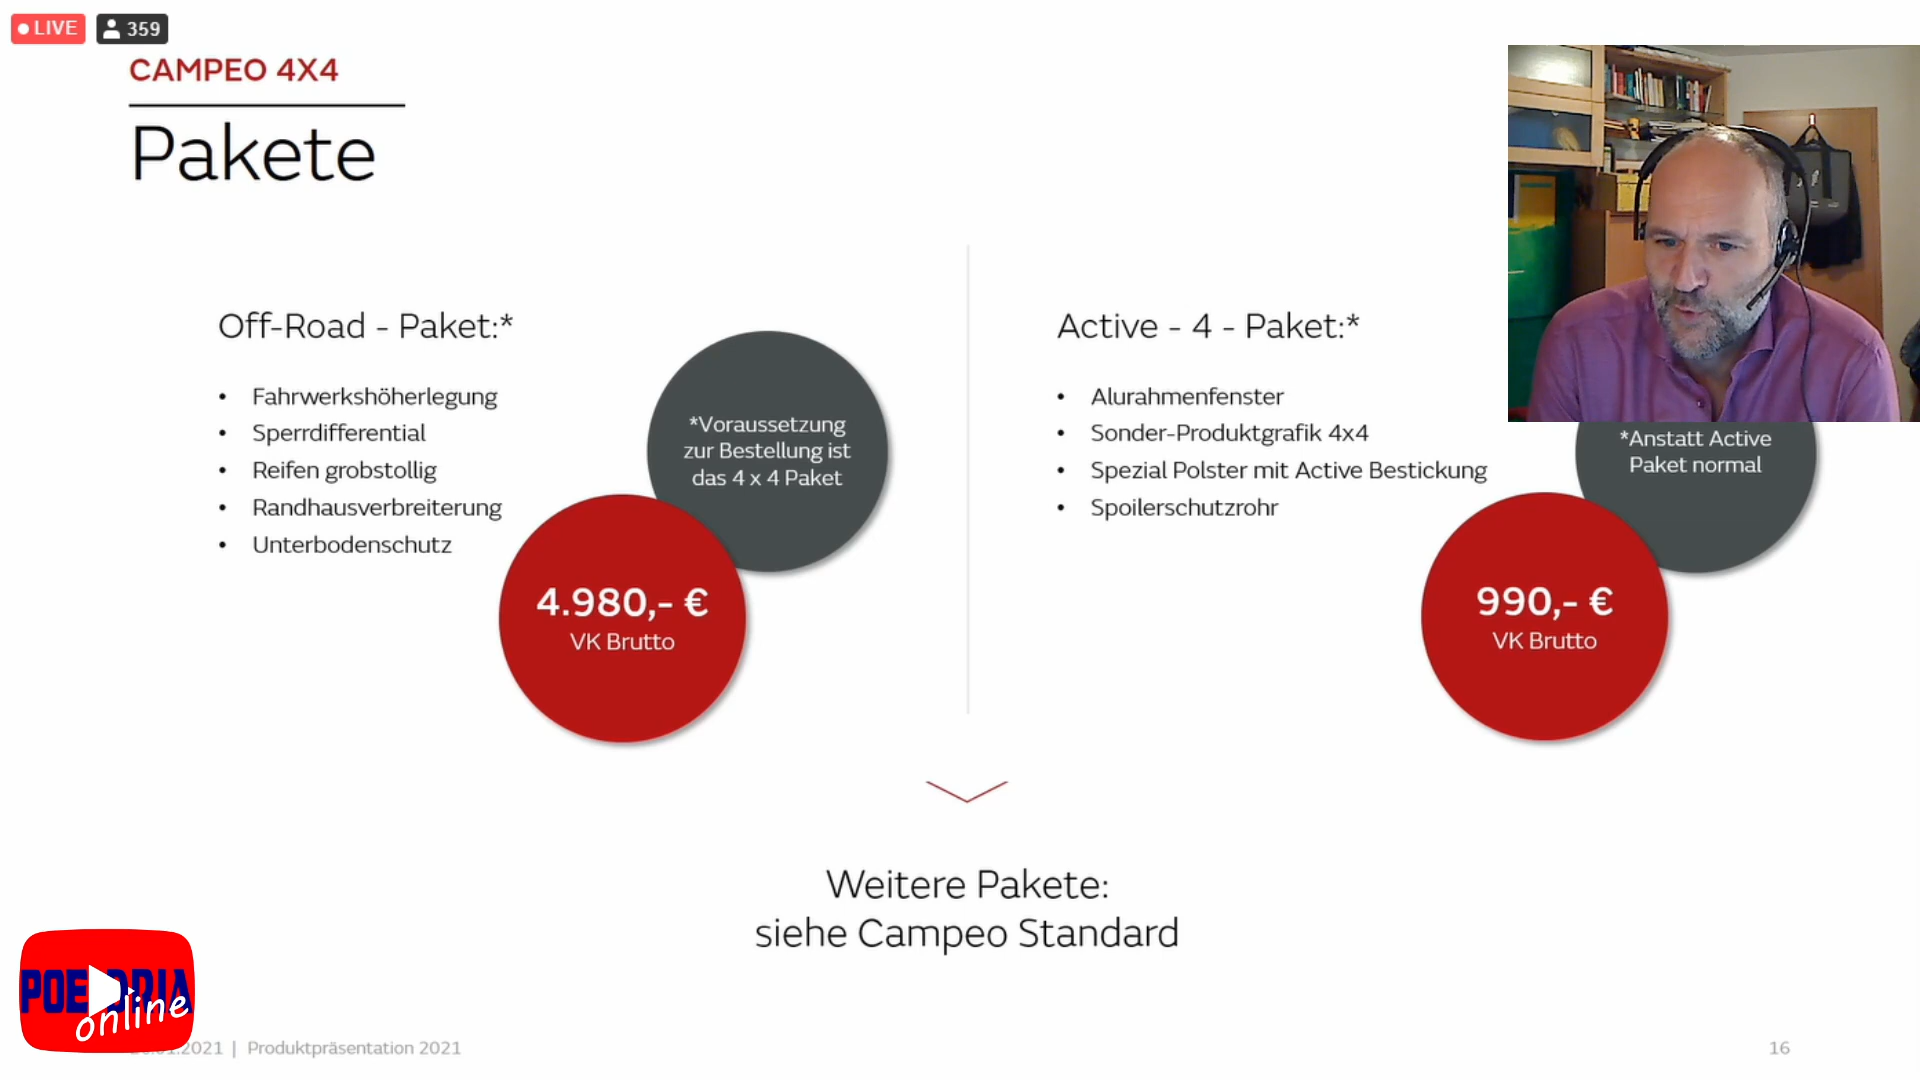 LIVE
359
CAMPEO 4X4
Pakete
Off-Road - Paket:*
Fahrwerkshöherlegung
Sperrdifferential
Reifen grobstollig
Randhausverbreiterung
Unterbodenschutz
*Voraussetzung
zur Bestellung ist
das 4 x 4 Paket
4.980,- €
VK Brutto
Active - 4 - Paket:*
Alurahmenfenster
Sonder-Produktgrafik 4x4
Spezial Polster mit Active Bestickung
Spoilerschutzrohr
*Anstatt Active
Paket normal
990,- €
VK Brutto
Weitere Pakete:
siehe Campeo Standard
online
2021 | Produktpräsentation 2021
16